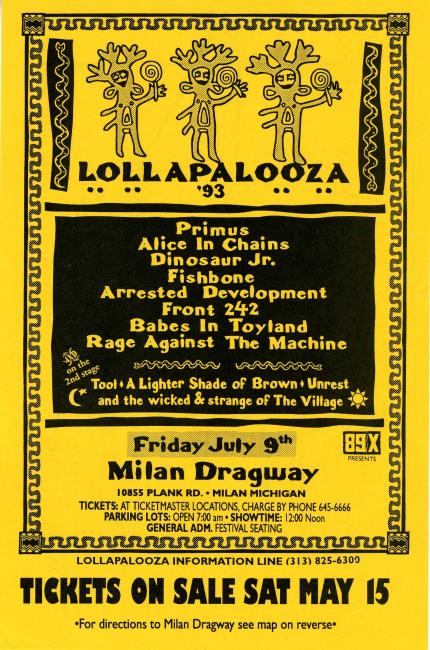 LOLLAPALOOZA
'93
Primus
Alice In Chains
Dinosaur Jr.
Fishbone
Arrested Development
Front 242
Babes In Toyland
Rage Against The Machine
on the
2nd stage
Tool • A Lighter Shade of Brown • Unrest
and the wicked & strange of The Village
Friday July 9th
89X
PRESENTS
Milan Dragway
10855 PLANK RD. • MILAN MICHIGAN
TICKETS: AT TICKETMASTER LOCATIONS, CHARGE BY PHONE 645-6666
PARKING LOTS: OPEN 7:00 am • SHOWTIME: 12:00 Noon
GENERAL ADM. FESTIVAL SEATING
LOLLAPALOOZA INFORMATION LINE (313) 825-6300
TICKETS ON SALE SAT MAY 15
•For directions to Milan Dragway see map on reverse•